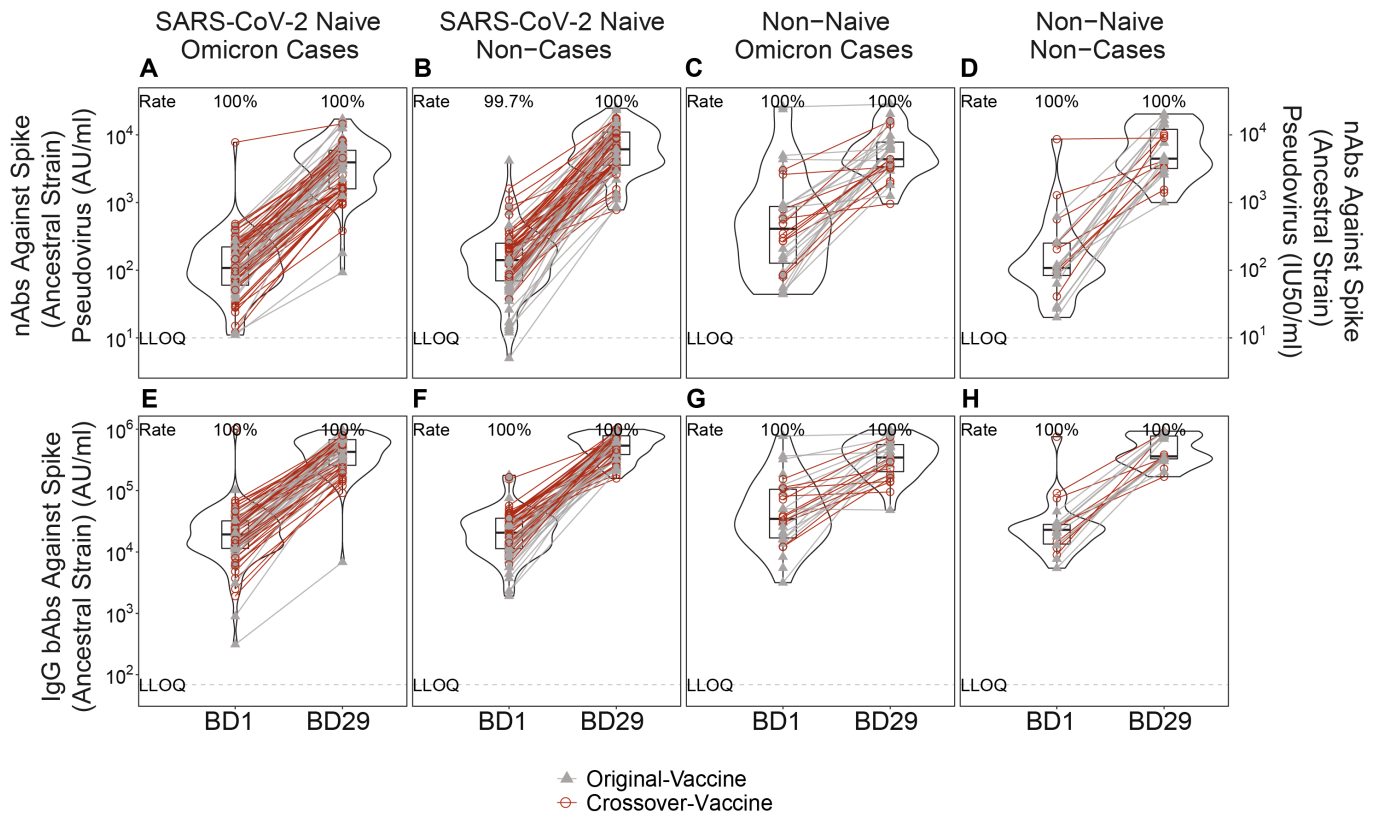 SARS-CoV-2 Naive
Omicron Cases
SARS-CoV-2 Naive
Non−Cases
Non−Naive
Omicron Cases
Non−Naive
Non−Cases
A
B
C
D
nAbs Against Spike
(Ancestral Strain)
Pseudovirus (AU/ml)
10⁴
10³
10²
10¹
Rate 100% 100%
LLOQ
Rate 99.7% 100%
LLOQ
Rate 100% 100%
LLOQ
Rate 100% 100%
LLOQ
10⁴
10³
10²
10¹
nAbs Against Spike
(Ancestral Strain)
Pseudovirus (IU50/ml)
E
F
G
H
IgG bAbs Against Spike
(Ancestral Strain) (AU/ml)
10⁶
10⁵
10⁴
10³
10²
Rate 100% 100%
LLOQ
Rate 100% 100%
LLOQ
Rate 100% 100%
LLOQ
Rate 100% 100%
LLOQ
BD1 BD29
BD1 BD29
BD1 BD29
BD1 BD29
Original-Vaccine
Crossover-Vaccine